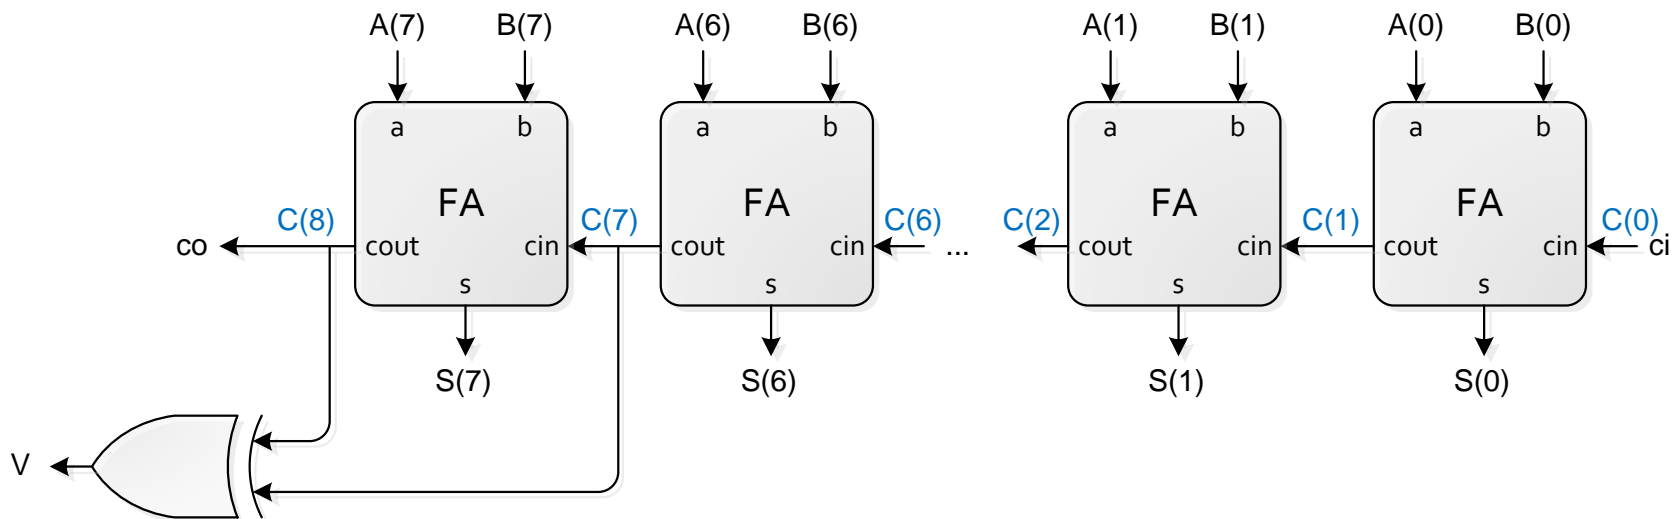 A(7) B(7) A(6) B(6) A(1) B(1) A(0) B(0)
a b a b a b a b
FA FA FA FA
C(8) C(7) C(6) C(2) C(1) C(0)
co cout cin cout cin ... cout cin cout cin ci
s s s s
S(7) S(6) S(1) S(0)
V